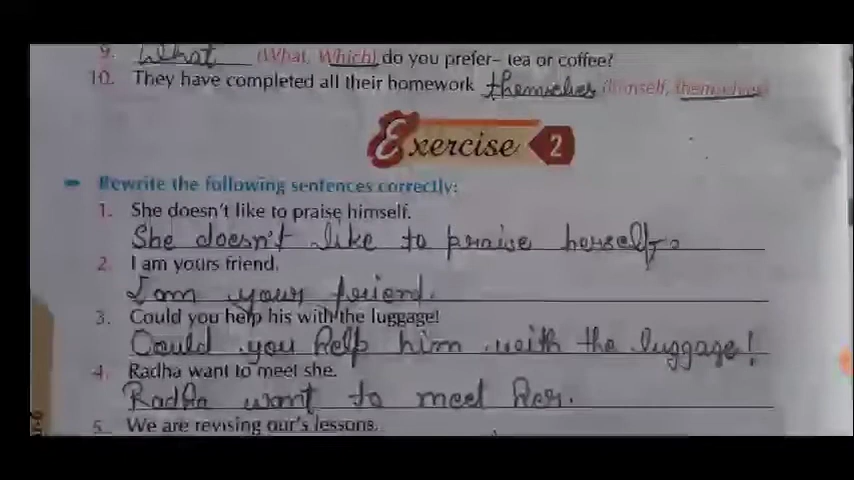 9. What (What, Which) do you prefer– tea or coffee?
10. They have completed all their homework themselves (himself, themselves)
Exercise 2
Rewrite the following sentences correctly:
1. She doesn't like to praise himself.
She doesn't like to praise herself.
2. I am yours friend.
I am your friend.
3. Could you help his with the luggage!
Could you help him with the luggage!
4. Radha want to meet she.
Radha want to meet her.
5. We are revising our's lessons.